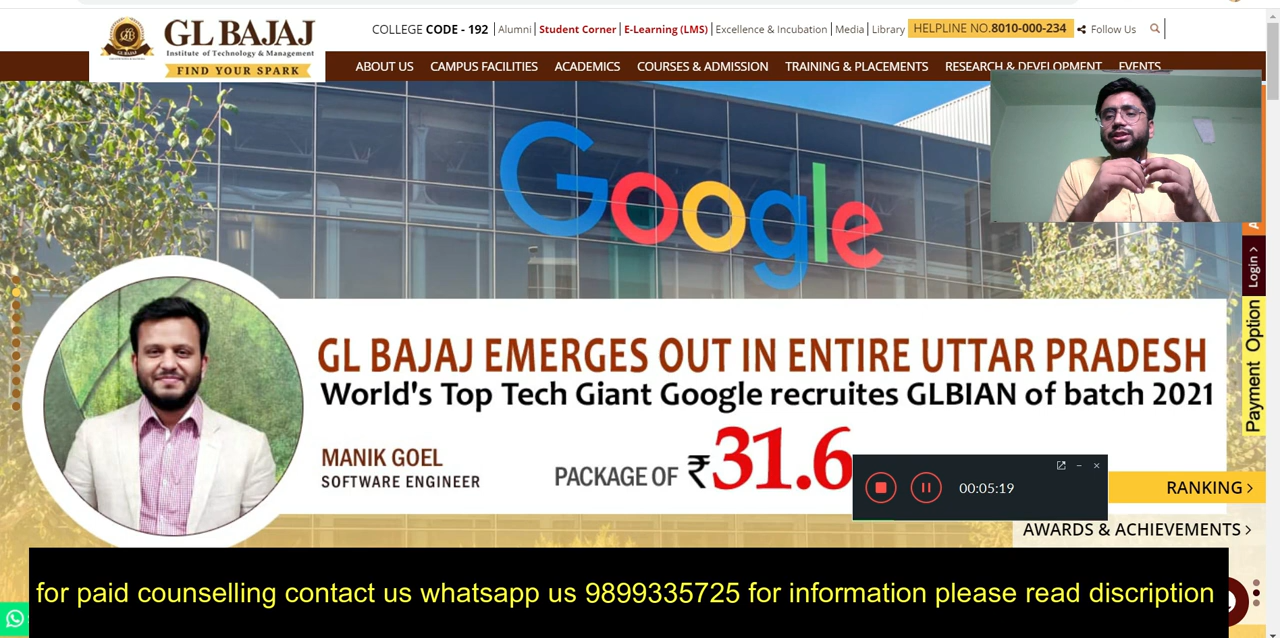 GL BAJAJ
Institute of Technology & Management
FIND YOUR SPARK
COLLEGE CODE - 192
Alumni
Student Corner
E-Learning (LMS)
Excellence & Incubation
Media
Library
HELPLINE NO.8010-000-234
Follow Us
ABOUT US
CAMPUS FACILITIES
ACADEMICS
COURSES & ADMISSION
TRAINING & PLACEMENTS
RESEARCH & DEVELOPMENT
EVENTS
Google
Login >
Payment Option
GL BAJAJ EMERGES OUT IN ENTIRE UTTAR PRADESH
World's Top Tech Giant Google recruites GLBIAN of batch 2021
MANIK GOEL
SOFTWARE ENGINEER
PACKAGE OF ₹31.6
00:05:19
RANKING >
AWARDS & ACHIEVEMENTS >
for paid counselling contact us whatsapp us 9899335725 for information please read discription